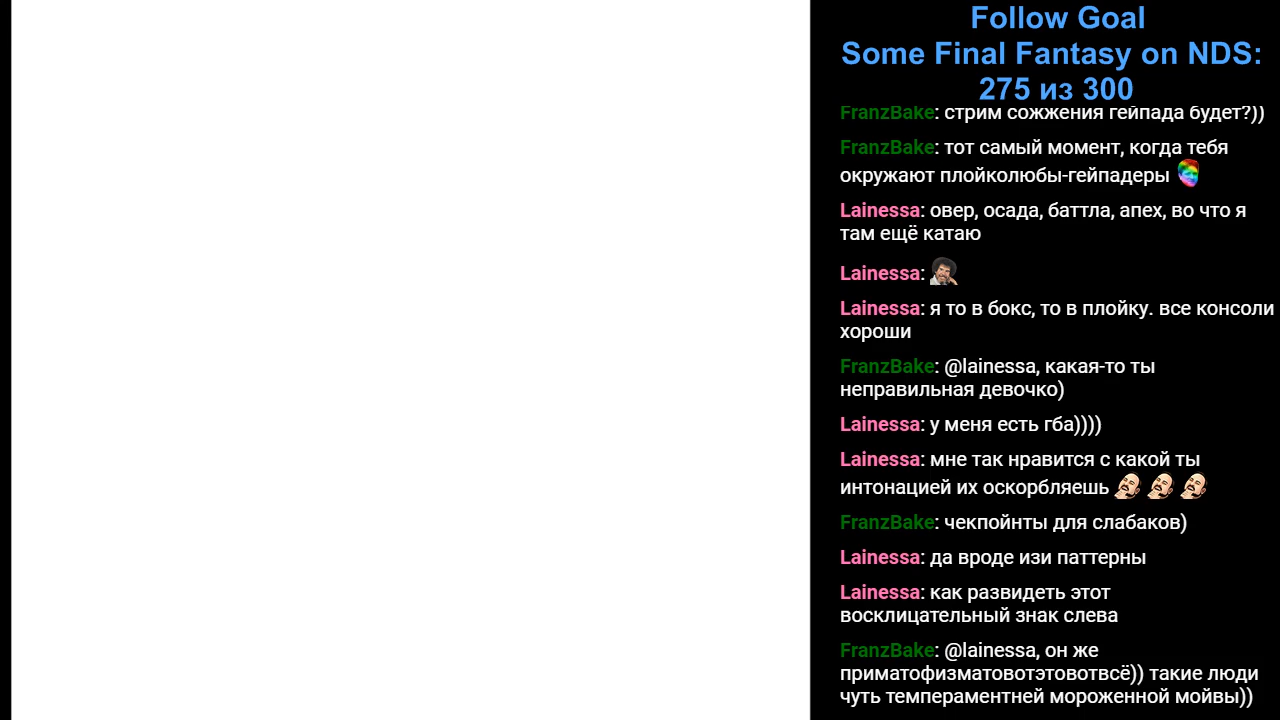 Follow Goal
Some Final Fantasy on NDS:
275 из 300
FranzBake: стрим сожжения гейпада будет?))
FranzBake: тот самый момент, когда тебя
окружают плойколюбы-гейпадеры
Lainessa: овер, осада, баттла, апех, во что я
там ещё катаю
Lainessa:
Lainessa: я то в бокс, то в плойку. все консоли
хороши
FranzBake: @lainessa, какая-то ты
неправильная девочко)
Lainessa: у меня есть гба))))
Lainessa: мне так нравится с какой ты
интонацией их оскорбляешь
FranzBake: чекпойнты для слабаков)
Lainessa: да вроде изи паттерны
Lainessa: как развидеть этот
восклицательный знак слева
FranzBake: @lainessa, он же
приматофизматовотэтовотвсё)) такие люди
чуть темпераментней мороженной мойвы))